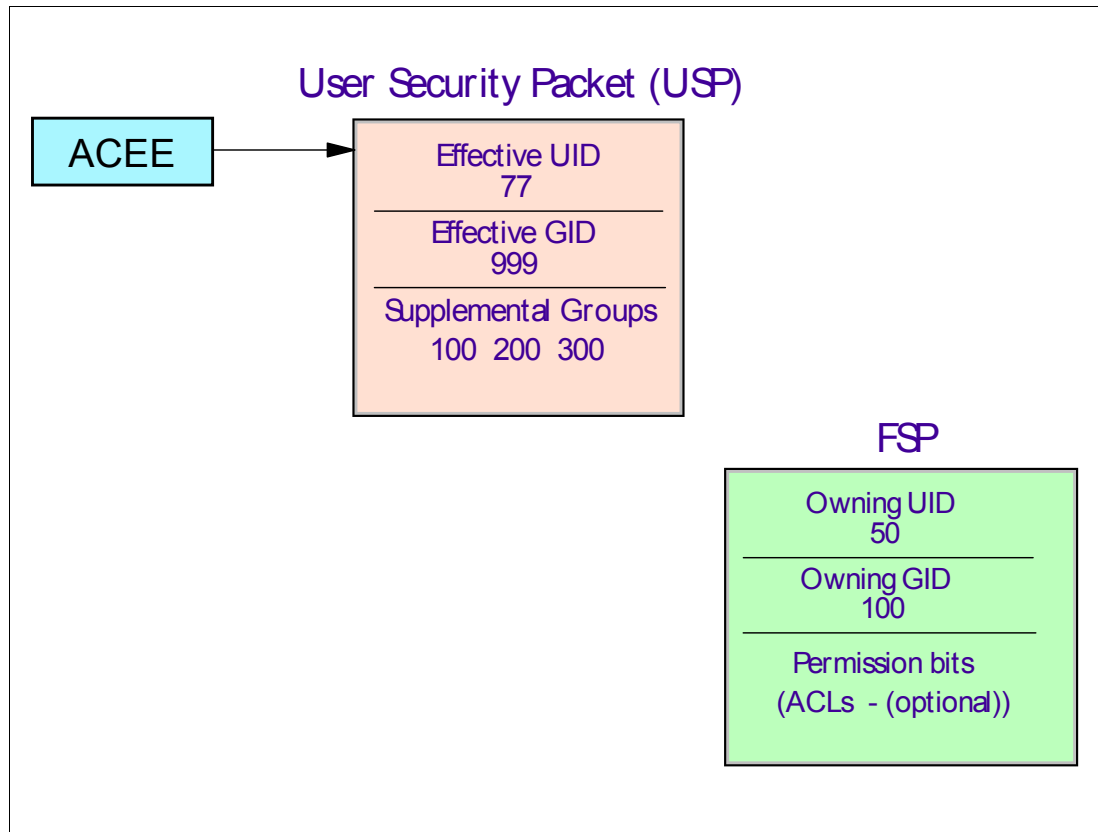 User Security Packet (USP)
ACEE
Effective UID
77
Effective GID
999
Supplemental Groups
100 200 300
FSP
Owning UID
50
Owning GID
100
Permission bits
(ACLs - (optional))